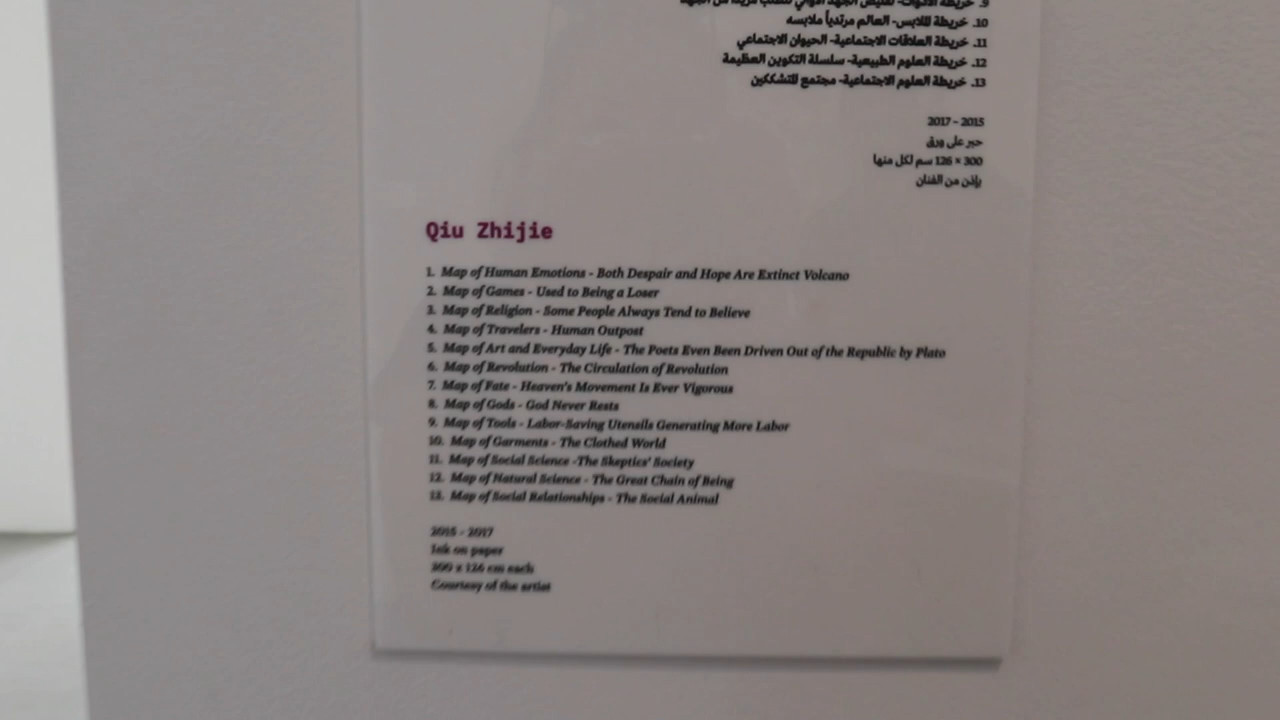 9. خريطة الأدوات-
10. خريطة الملابس- العالم مرتدياً ملابسه
11. خريطة العلاقات الاجتماعية- الحيوان الاجتماعي
12. خريطة العلوم الطبيعية- سلسلة التكوين العظيمة
13. خريطة العلوم الاجتماعية- مجتمع المتشككين
2015 – 2017
حبر على ورق
300 × 126 سم لكل منها
بإذن من الفنان
Qiu Zhijie
1. Map of Human Emotions - Both Despair and Hope Are Extinct Volcano
2. Map of Games - Used to Being a Loser
3. Map of Religion - Some People Always Tend to Believe
4. Map of Travelers - Human Outpost
5. Map of Art and Everyday Life - The Poets Even Been Driven Out of the Republic by Plato
6. Map of Revolution - The Circulation of Revolution
7. Map of Fate - Heaven's Movement Is Ever Vigorous
8. Map of Gods - God Never Rests
9. Map of Tools - Labor-Saving Utensils Generating More Labor
10. Map of Garments - The Clothed World
11. Map of Social Science -The Skeptics' Society
12. Map of Natural Science - The Great Chain of Being
13. Map of Social Relationships - The Social Animal
2015 - 2017
Ink on paper
300 x 126 cm each
Courtesy of the artist